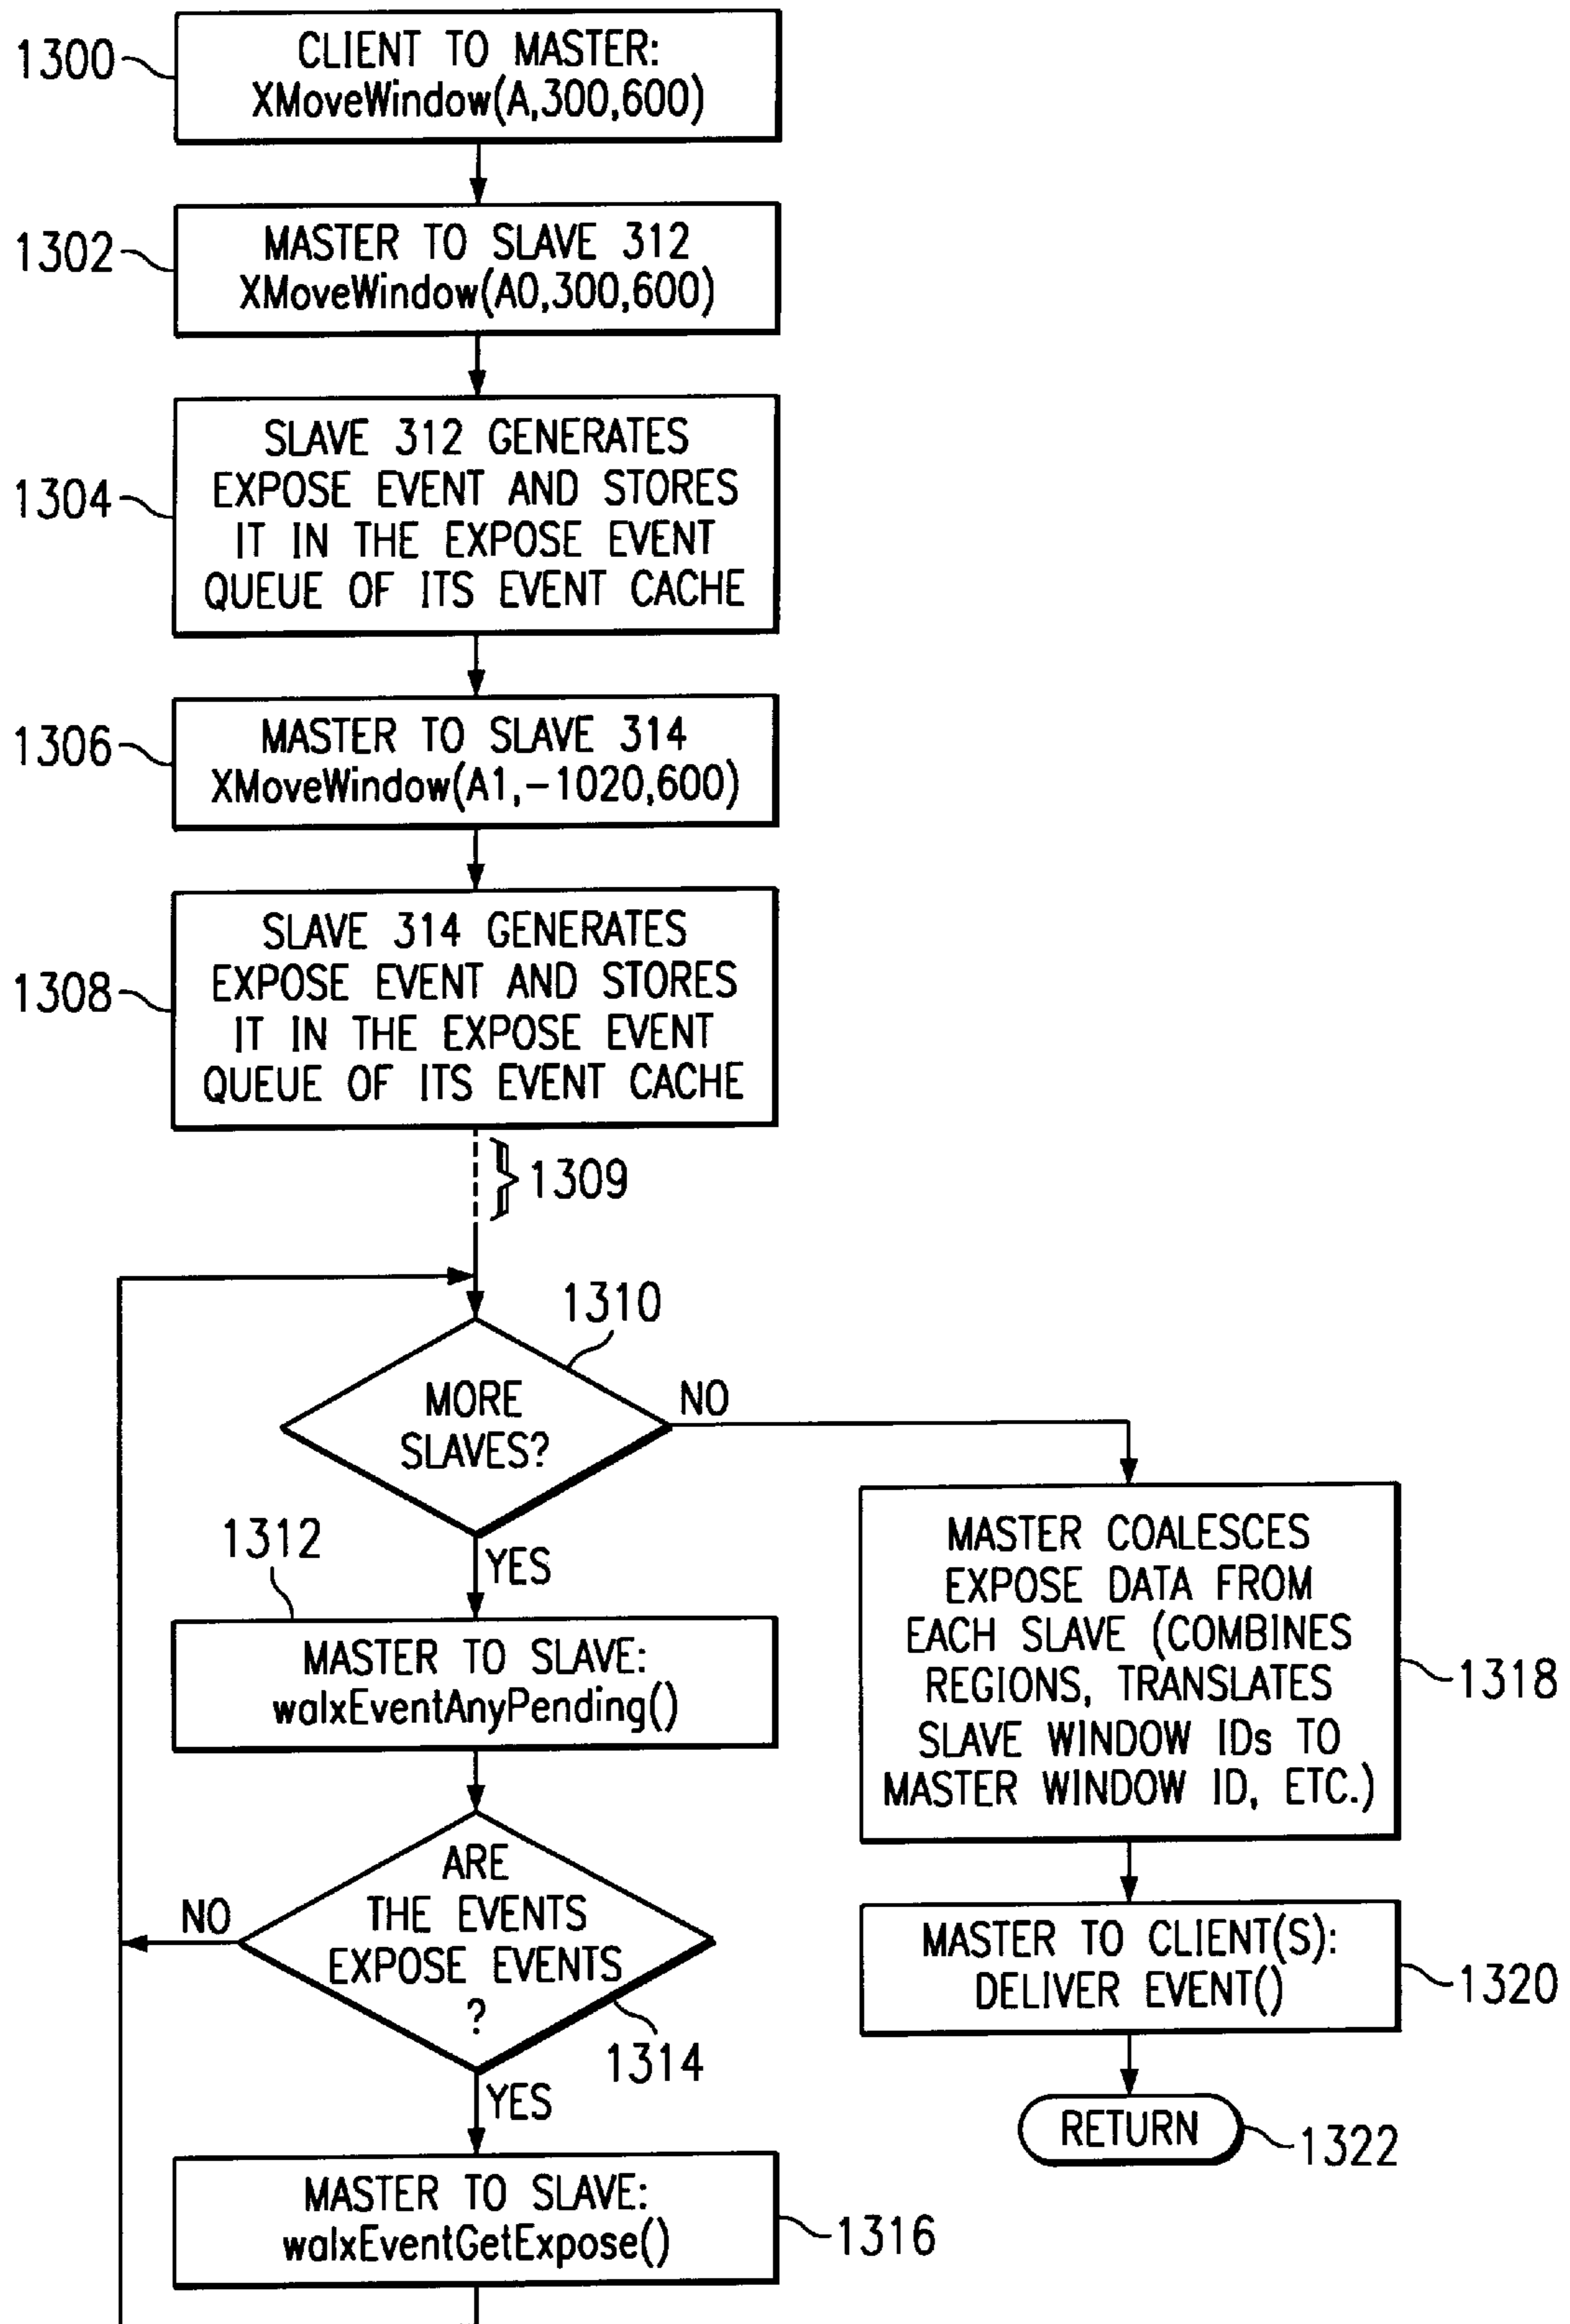 1300
CLIENT TO MASTER:
XMoveWindow(A,300,600)
1302
MASTER TO SLAVE 312
XMoveWindow(A0,300,600)
1304
SLAVE 312 GENERATES
EXPOSE EVENT AND STORES
IT IN THE EXPOSE EVENT
QUEUE OF ITS EVENT CACHE
1306
MASTER TO SLAVE 314
XMoveWindow(A1,-1020,600)
1308
SLAVE 314 GENERATES
EXPOSE EVENT AND STORES
IT IN THE EXPOSE EVENT
QUEUE OF ITS EVENT CACHE
1309
1310
MORE
SLAVES?
NO
YES
1312
MASTER TO SLAVE:
walxEventAnyPending()
ARE
THE EVENTS
EXPOSE EVENTS
?
NO
1314
YES
MASTER TO SLAVE:
walxEventGetExpose()
1316
MASTER COALESCES
EXPOSE DATA FROM
EACH SLAVE (COMBINES
REGIONS, TRANSLATES
SLAVE WINDOW IDs TO
MASTER WINDOW ID, ETC.)
1318
MASTER TO CLIENT(S):
DELIVER EVENT()
1320
RETURN
1322